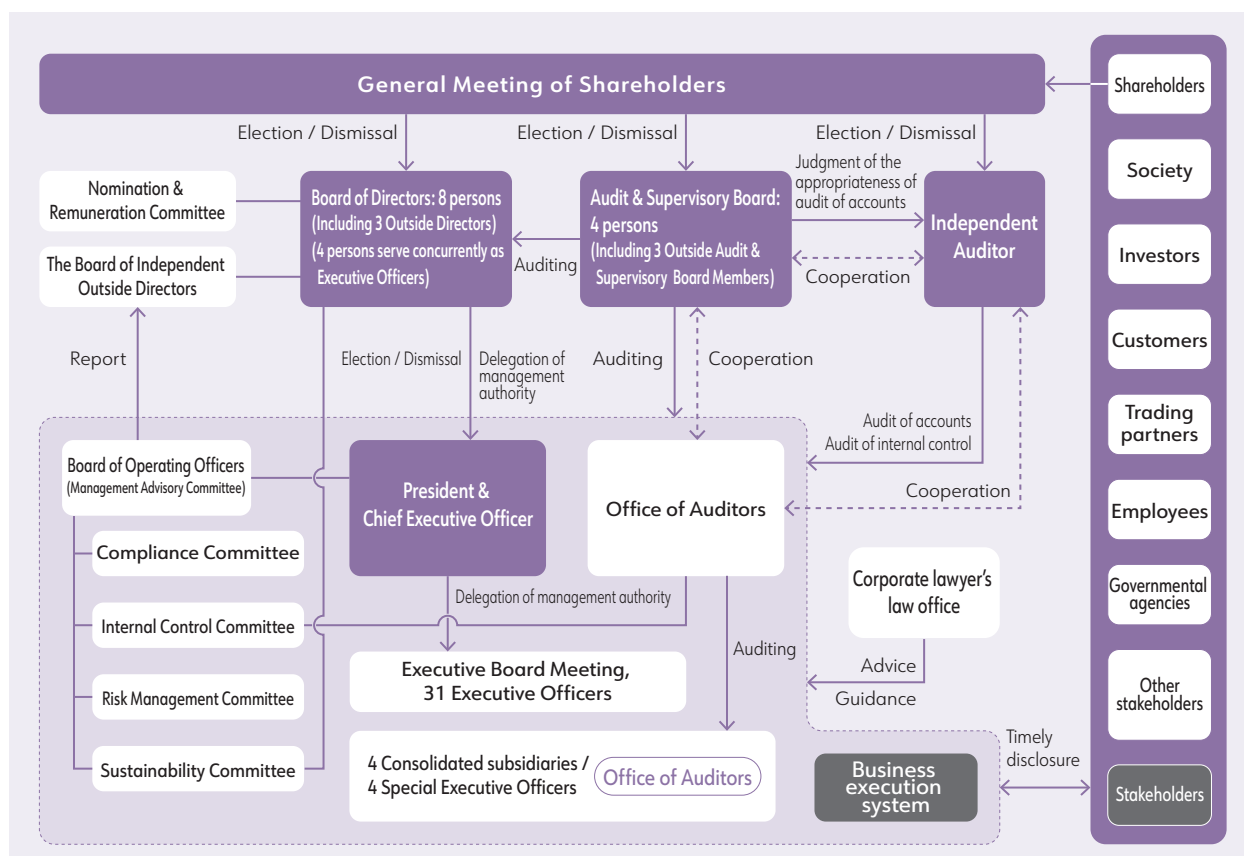 General Meeting of Shareholders
Shareholders
Election / Dismissal
Election / Dismissal
Election / Dismissal
Nomination &
Remuneration Committee
Board of Directors: 8 persons
(Including 3 Outside Directors)
(4 persons serve concurrently as
Executive Officers)
Audit & Supervisory Board:
4 persons
(Including 3 Outside Audit &
Supervisory Board Members)
Judgment of the
appropriateness of
audit of accounts
Independent
Auditor
Society
The Board of Independent
Outside Directors
Auditing
Cooperation
Investors
Report
Election / Dismissal
Delegation of
management
authority
Auditing
Cooperation
Customers
Audit of accounts
Audit of internal control
Trading
partners
Board of Operating Officers
(Management Advisory Committee)
President &
Chief Executive Officer
Office of Auditors
Cooperation
Employees
Compliance Committee
Corporate lawyer's
law office
Governmental
agencies
Delegation of management authority
Internal Control Committee
Auditing
Executive Board Meeting,
31 Executive Officers
Advice
Guidance
Other
stakeholders
Risk Management Committee
Sustainability Committee
4 Consolidated subsidiaries /
4 Special Executive Officers
Office of Auditors
Business
execution
system
Timely
disclosure
Stakeholders